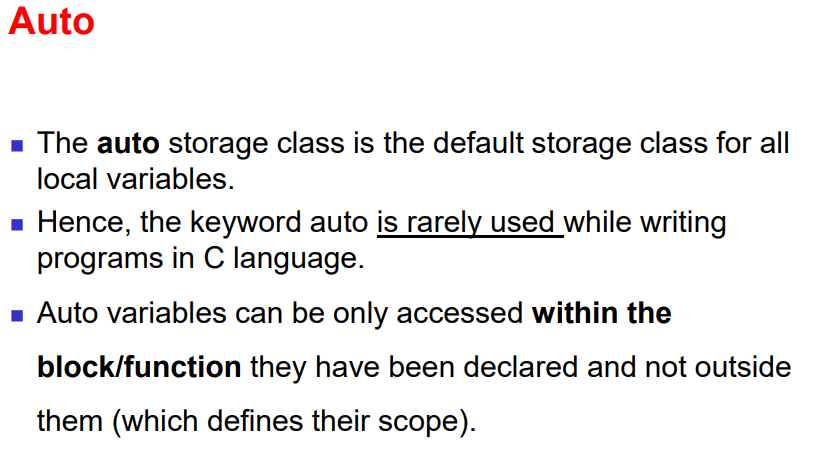 Auto
The auto storage class is the default storage class for all
local variables.
Hence, the keyword auto is rarely used while writing
programs in C language.
Auto variables can be only accessed within the
block/function they have been declared and not outside
them (which defines their scope).